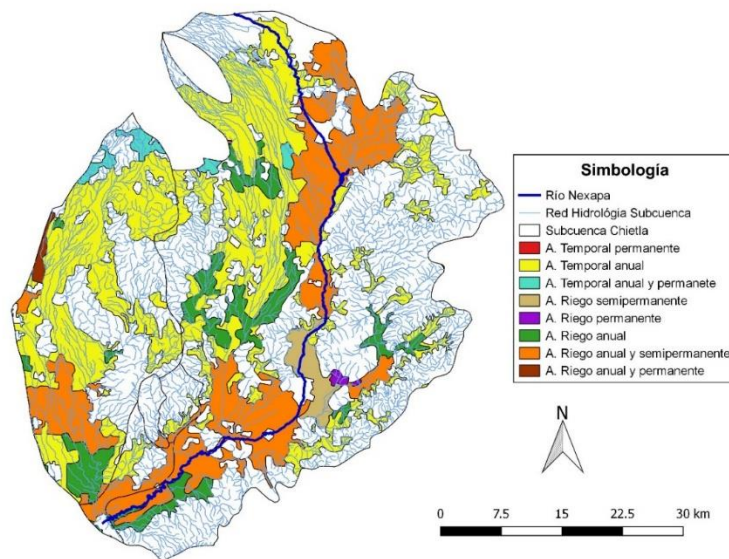 Simbología
Río Nexapa
Red Hidrológia Subcuenca
Subcuenca Chietla
A. Temporal permanente
A. Temporal anual
A. Temporal anual y permanete
A. Riego semipermanente
A. Riego permanente
A. Riego anual
A. Riego anual y semipermanente
A. Riego anual y permanente
N
0 7.5 15 22.5 30 km